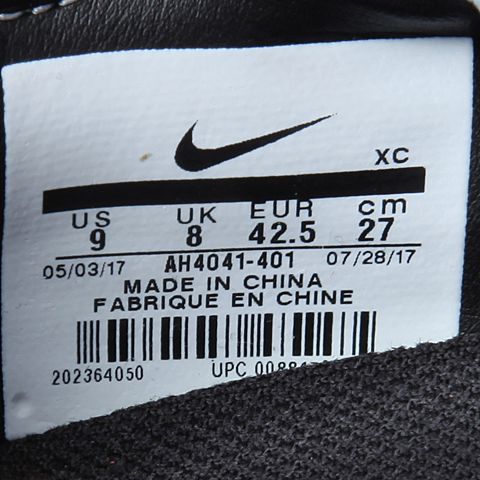 XC
US UK EUR cm
9 8 42.5 27
05/03/17 AH4041-401 07/28/17
MADE IN CHINA
FABRIQUE EN CHINE
202364050 UPC